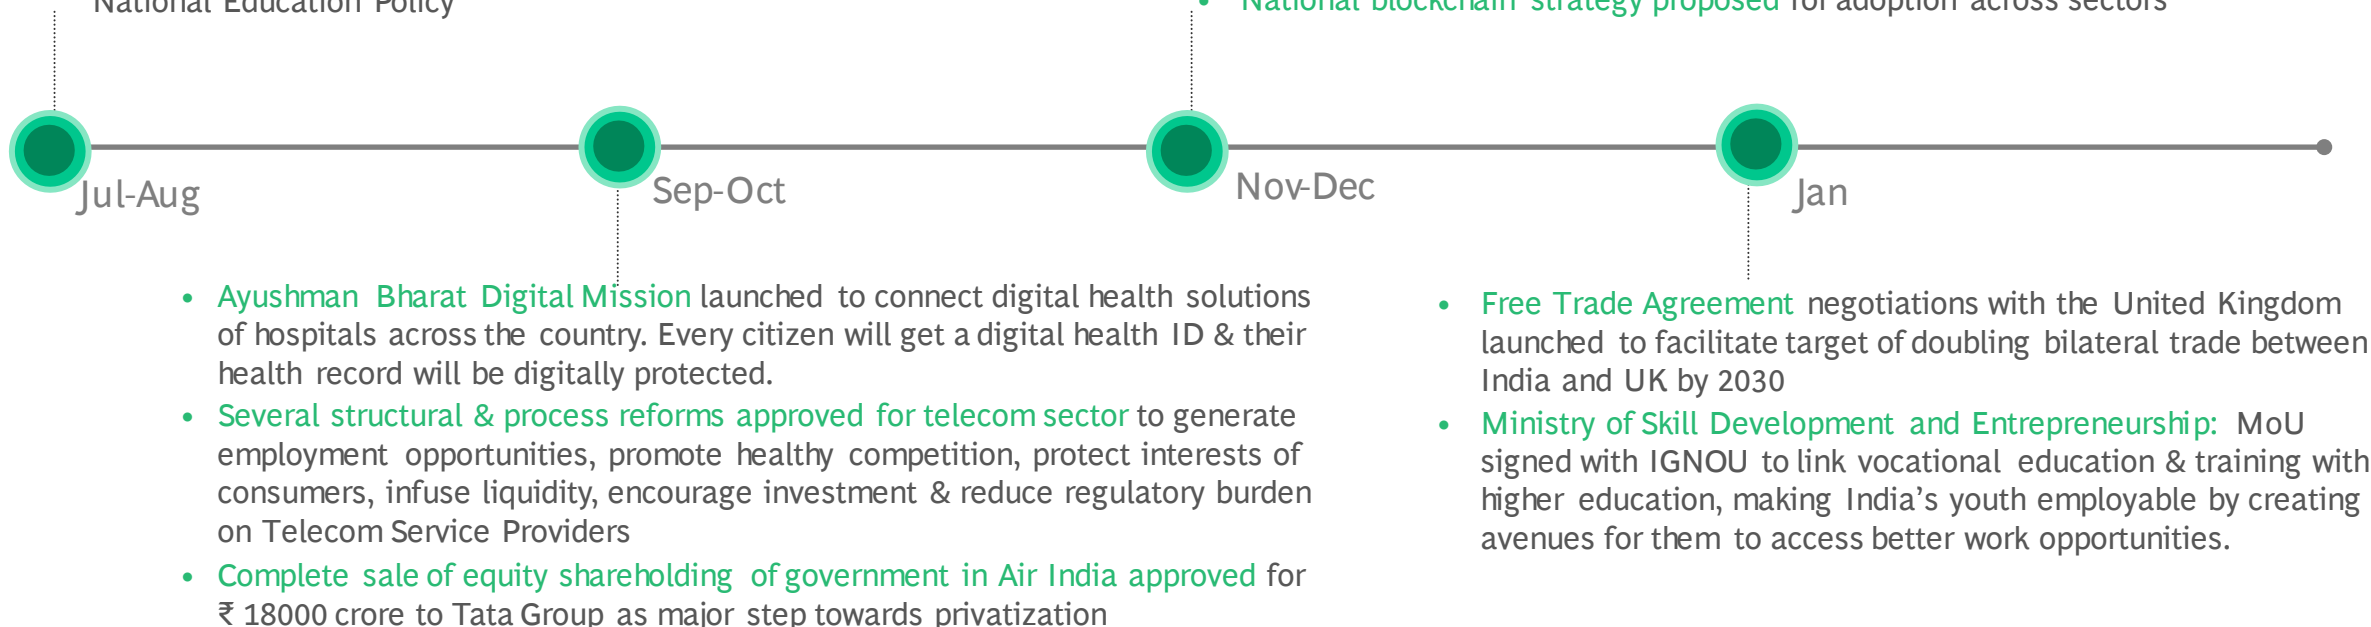 National Education Policy
• National blockchain strategy proposed for adoption across sectors
Jul-Aug
Sep-Oct
Nov-Dec
Jan
• Ayushman Bharat Digital Mission launched to connect digital health solutions
of hospitals across the country. Every citizen will get a digital health ID & their
health record will be digitally protected.
• Several structural & process reforms approved for telecom sector to generate
employment opportunities, promote healthy competition, protect interests of
consumers, infuse liquidity, encourage investment & reduce regulatory burden
on Telecom Service Providers
• Complete sale of equity shareholding of government in Air India approved for
₹ 18000 crore to Tata Group as major step towards privatization
• Free Trade Agreement negotiations with the United Kingdom
launched to facilitate target of doubling bilateral trade between
India and UK by 2030
• Ministry of Skill Development and Entrepreneurship: MoU
signed with IGNOU to link vocational education & training with
higher education, making India's youth employable by creating
avenues for them to access better work opportunities.